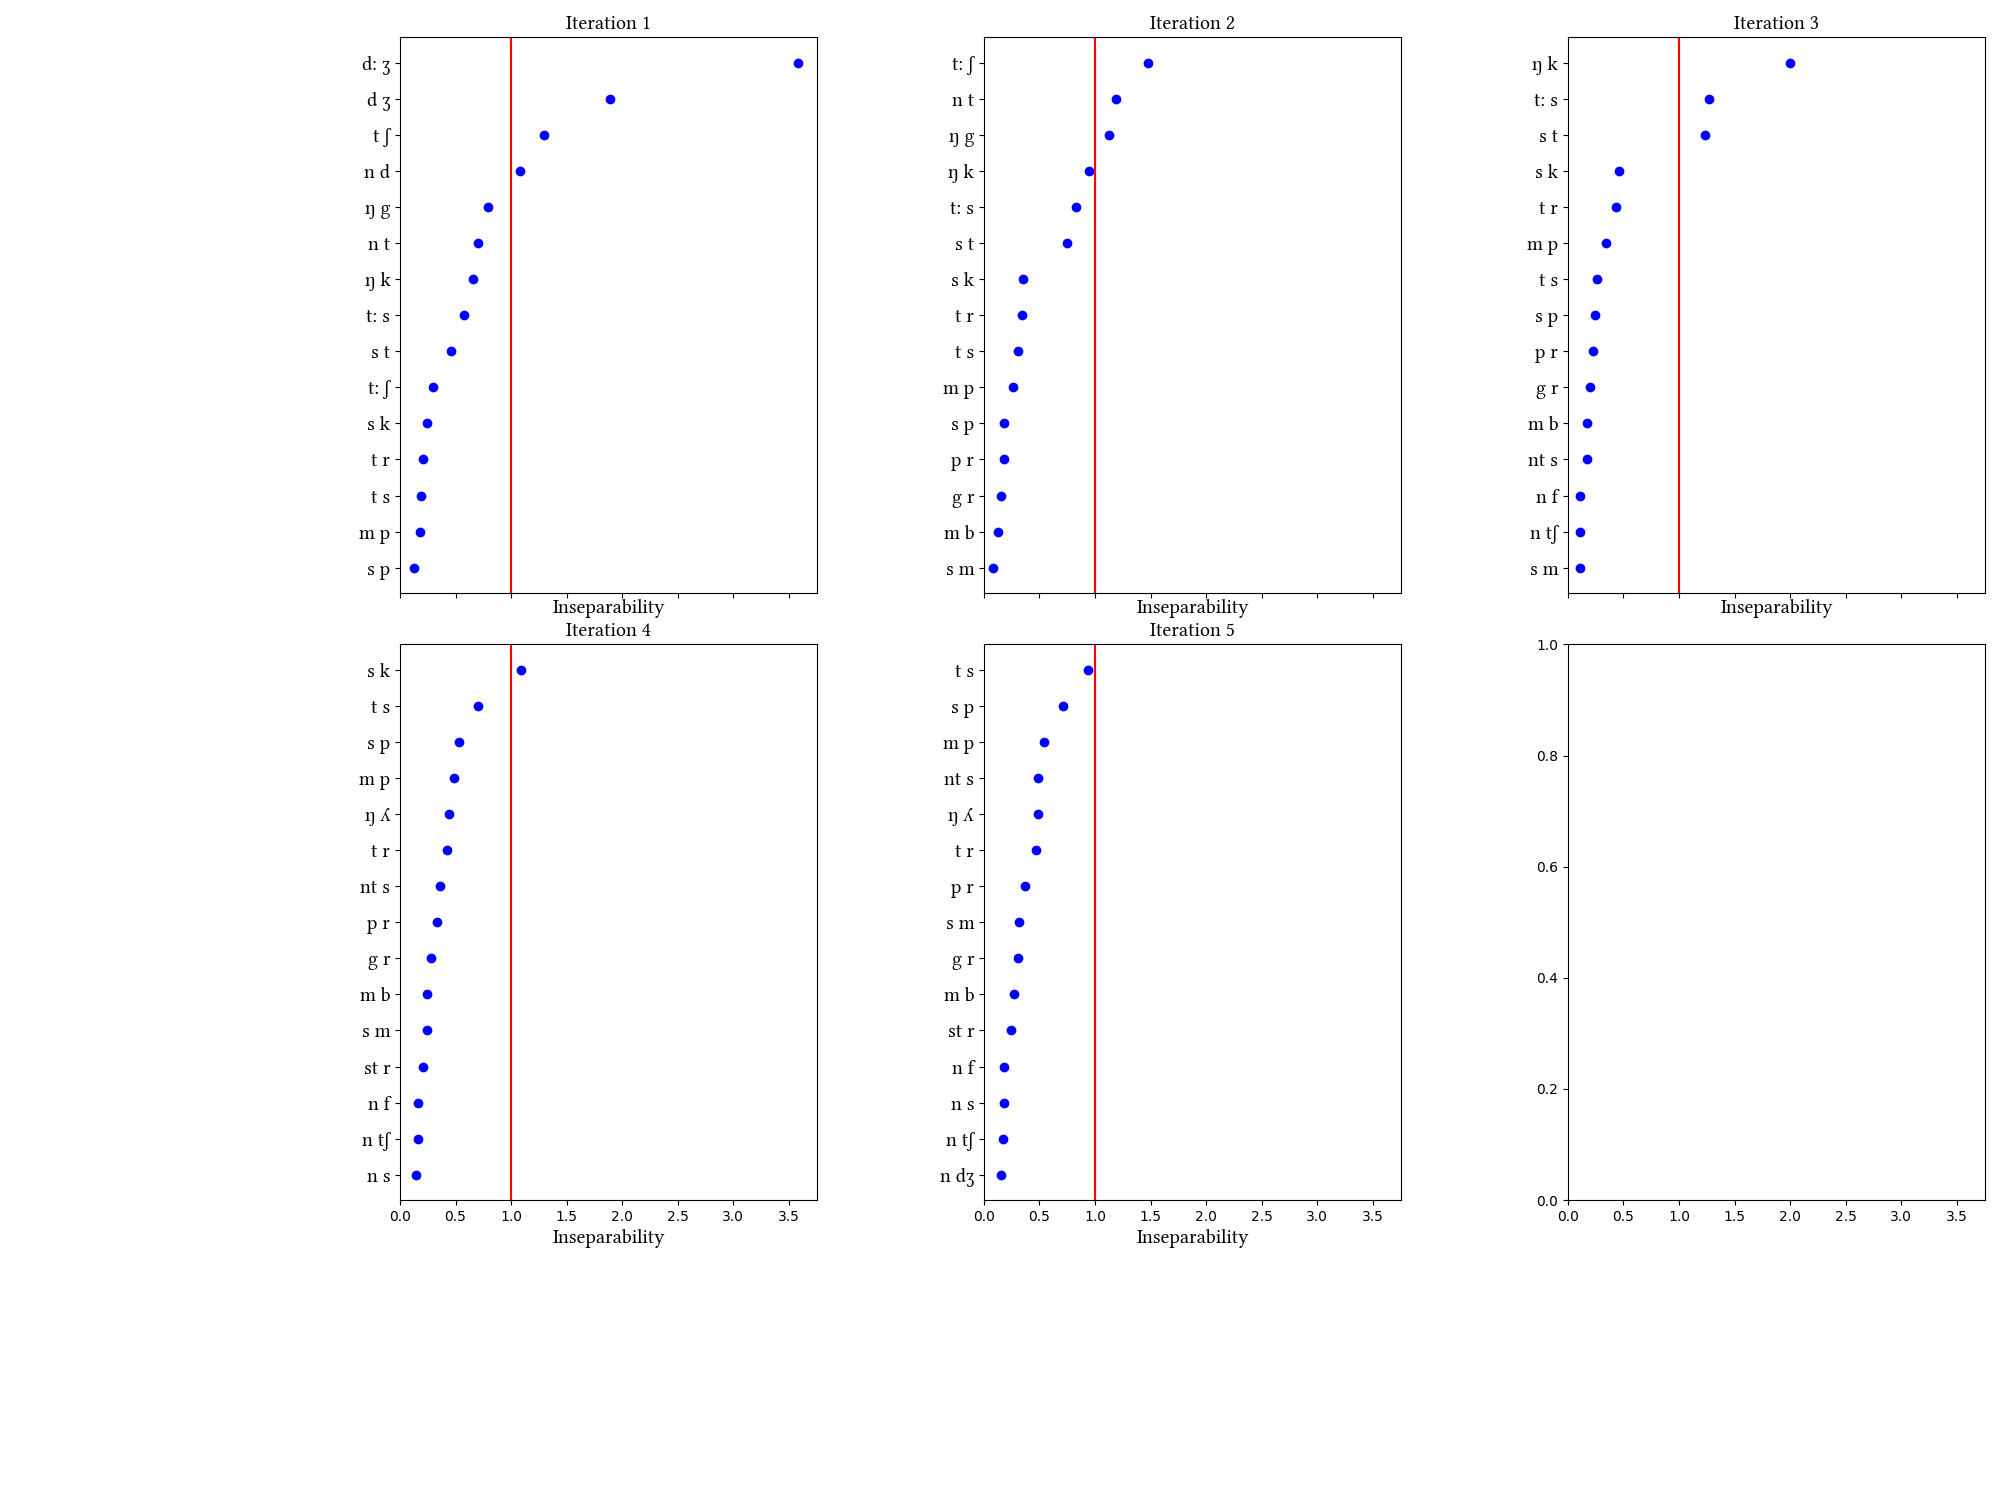 Iteration 1
d: ʒ
d ʒ
t ʃ
n d
ŋ g
n t
ŋ k
t: s
s t
t: ʃ
s k
t r
t s
m p
s p
Inseparability
Iteration 2
t: ʃ
n t
ŋ g
ŋ k
t: s
s t
s k
t r
t s
m p
s p
p r
g r
m b
s m
Inseparability
Iteration 3
ŋ k
t: s
s t
s k
t r
m p
t s
s p
p r
g r
m b
nt s
n f
n tʃ
s m
Inseparability
Iteration 4
s k
t s
s p
m p
ŋ ʎ
t r
nt s
p r
g r
m b
s m
st r
n f
n tʃ
n s
0.0 0.5 1.0 1.5 2.0 2.5 3.0 3.5
Inseparability
Iteration 5
t s
s p
m p
nt s
ŋ ʎ
t r
p r
s m
g r
m b
st r
n f
n s
n tʃ
n dʒ
0.0 0.5 1.0 1.5 2.0 2.5 3.0 3.5
Inseparability
1.0
0.8
0.6
0.4
0.2
0.0
0.0 0.5 1.0 1.5 2.0 2.5 3.0 3.5